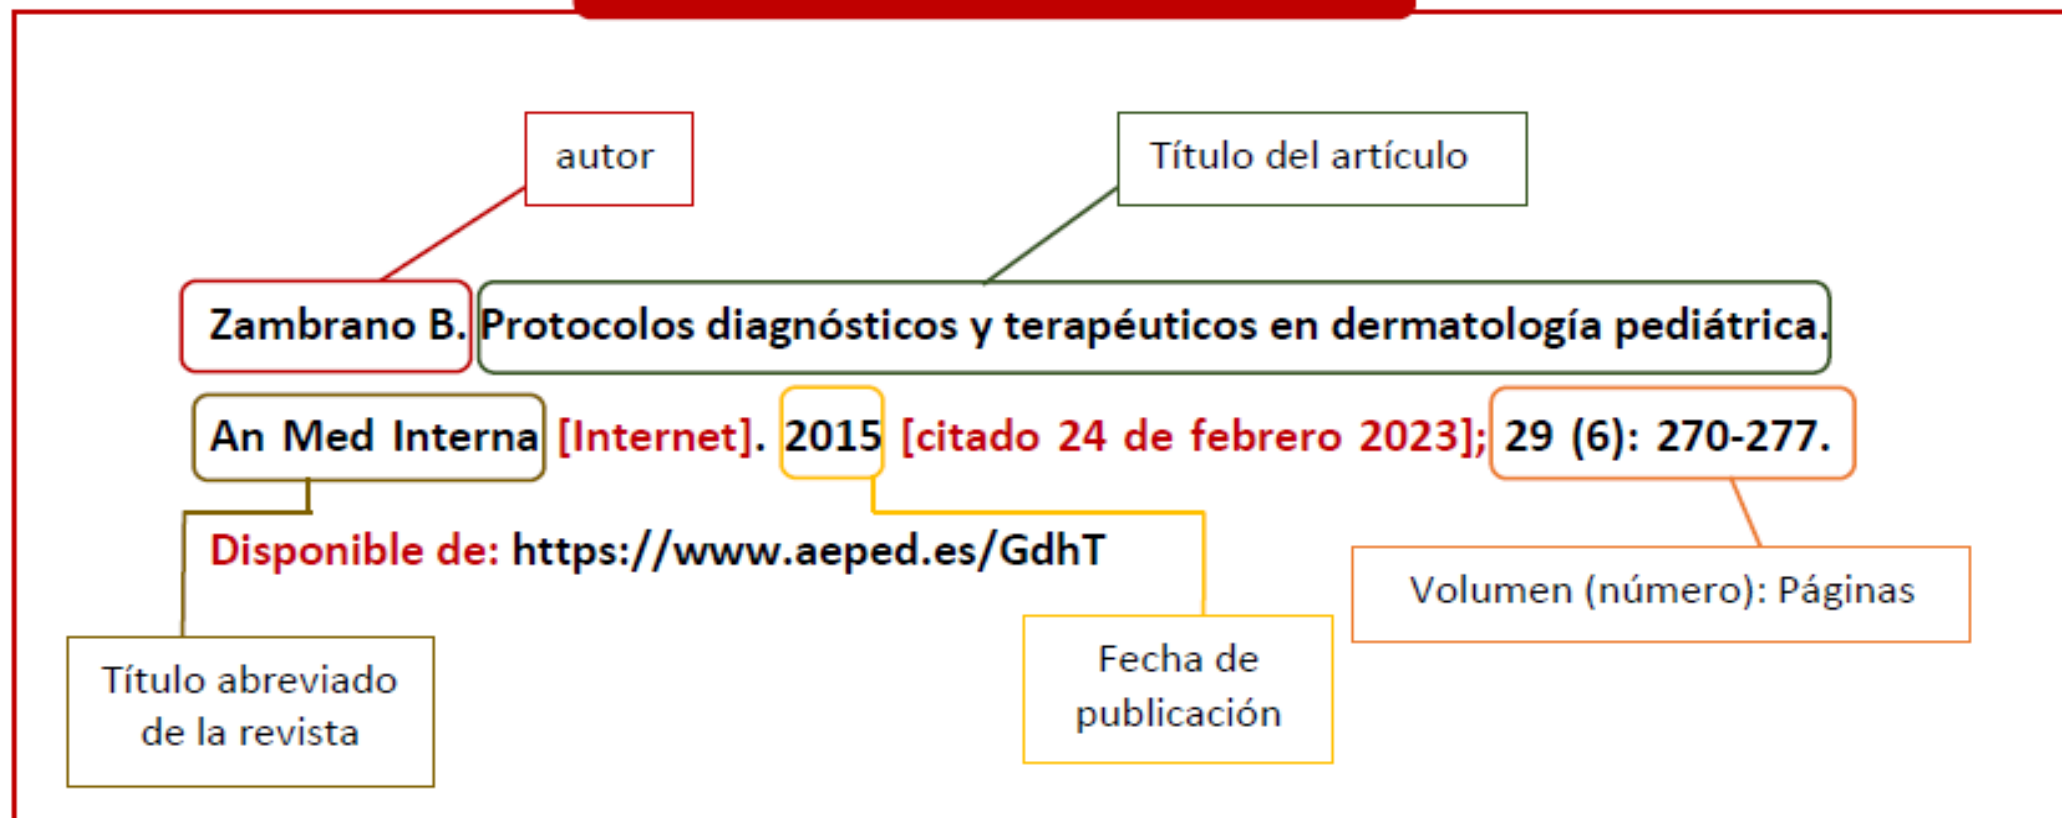 autor
Título del artículo
Zambrano B. Protocolos diagnósticos y terapéuticos en dermatología pediátrica.
An Med Interna [Internet]. 2015 [citado 24 de febrero 2023]; 29 (6): 270-277.
Disponible de: https://www.aeped.es/GdhT
Volumen (número): Páginas
Título abreviado
de la revista
Fecha de
publicación